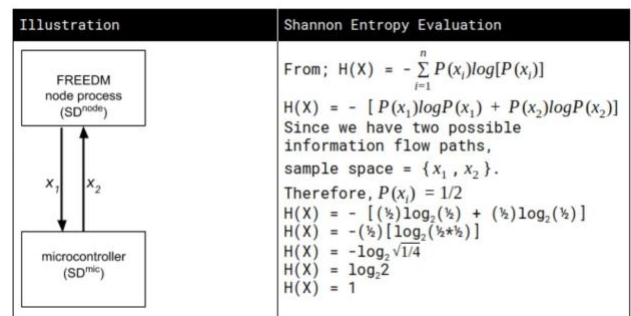 Illustration
Shannon Entropy Evaluation
FREEDM
node process
(SDⁿᵒᵈᵉ)
x₁
x₂
microcontroller
(SDᵐⁱᶜ)
From; H(X) = - ∑ᵢ₌₁ⁿ P(xᵢ)log[P(xᵢ)]
H(X) = - [P(x₁)logP(x₁) + P(x₂)logP(x₂)]
Since we have two possible
information flow paths,
sample space = {x₁ , x₂ }.
Therefore, P(xᵢ) = 1/2
H(X) = - [(½)log₂(½) + (½)log₂(½)]
H(X) = -(½)[log₂(½*½)]
H(X) = -log₂√1/4
H(X) = log₂2
H(X) = 1